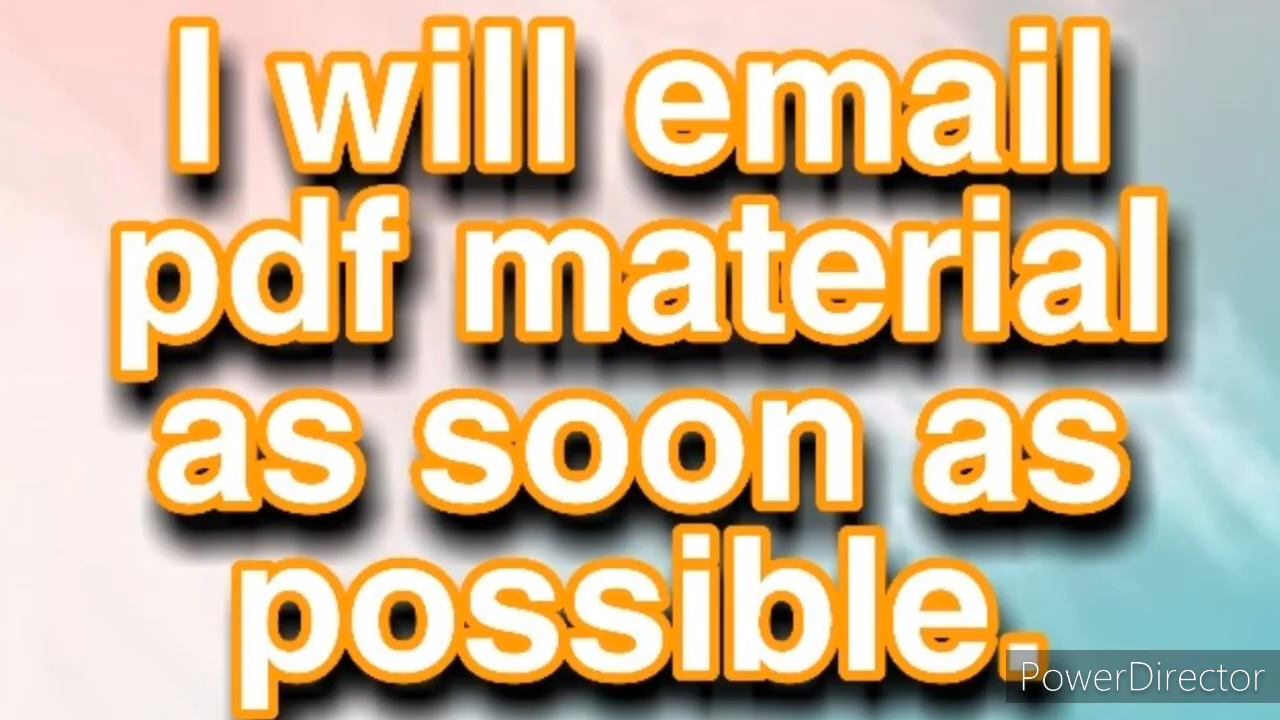 I will email
pdf material
as soon as
possible.
PowerDirector